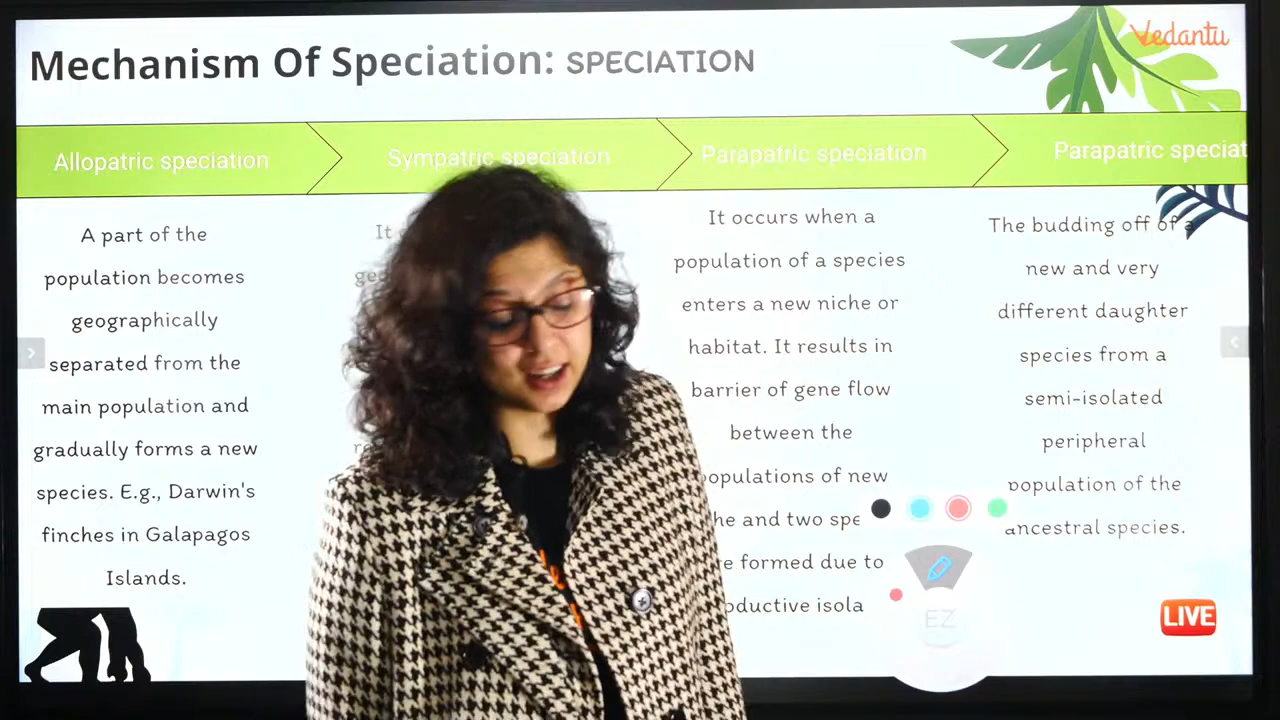 Vedantu
Mechanism Of Speciation: SPECIATION
Allopatric speciation
Sympatric speciation
Parapatric speciation
Parapatric speciat
A part of the
population becomes
geographically
separated from the
main population and
gradually forms a new
species. E.g., Darwin's
finches in Galapagos
Islands.
It
It occurs when a
population of a species
enters a new niche or
habitat. It results in
barrier of gene flow
between the
populations of new
and two spe
formed due to
The budding off of a
new and very
different daughter
species from a
semi-isolated
peripheral
population of the
ancestral species.
EZ
LIVE